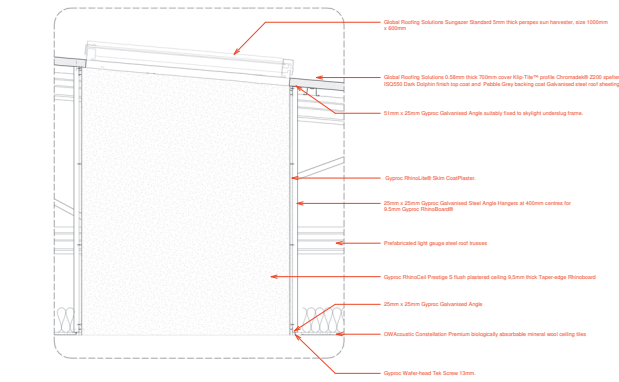 Global Roofing Solutions Sungazer Standard 5mm thick perspex sun harvester, size 1000mm
x 600mm
Global Roofing Solutions 0.58mm thick 700mm cover Klip-Tite™ profile Chromadek® Z200 spelter
ISQ550 Dark Dolphin finish top coat and Pebble Grey backing coat Galvanised steel roof sheeting
51mm x 25mm Gyproc Galvanised Angle suitably fixed to skylight underslug frame.
Gyproc RhinoLite® Skim CoatPlaster.
25mm x 25mm Gyproc Galvanised Steel Angle Hangers at 400mm centres for
9.5mm Gyproc RhinoBoard®
Prefabricated light gauge steel roof trusses
Gyproc RhinoCeil Prestige S flush plastered ceiling 9,5mm thick Taper-edge Rhinoboard
25mm x 25mm Gyproc Galvanised Angle
OWAcoustic Constellation Premium biologically absorbable mineral wool ceiling tiles
Gyproc Wafer-head Tek Screw 13mm.